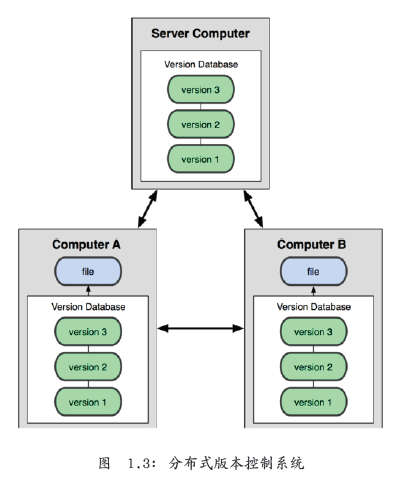 Server Computer
Version Database
version 3
version 2
version 1
Computer A
file
Version Database
version 3
version 2
version 1
Computer B
file
Version Database
version 3
version 2
version 1
图 1.3: 分布式版本控制系统